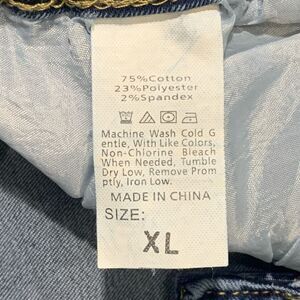 75%Cotton
23%Polyester
2%Spandex
Machine Wash Cold G
entle, With Like Colors,
Non-Chlorine Bleach
When Needed, Tumble
Dry Low, Remove Prom
ptly, Iron Low.
MADE IN CHINA
SIZE:
XL